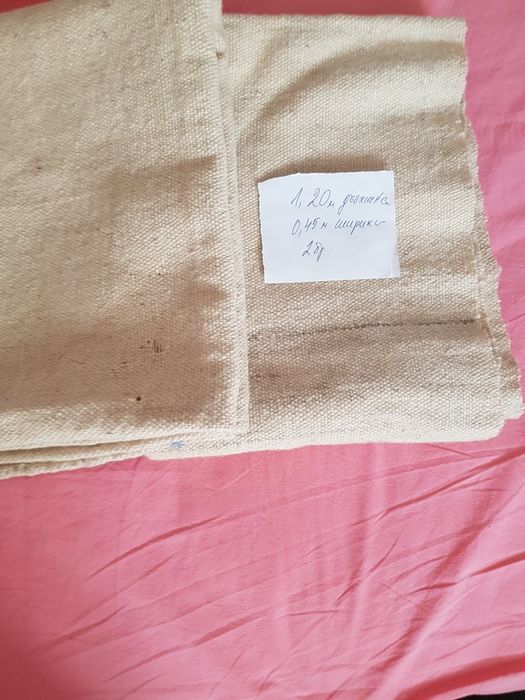 1,20м дължина
0,45м ширина
2бр